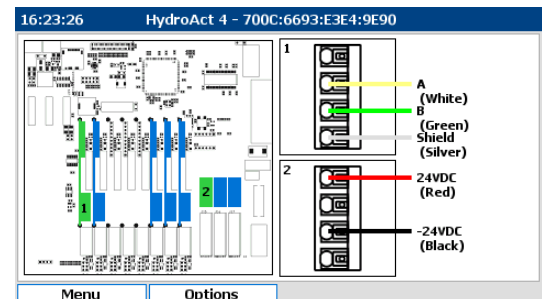 16:23:26 HydroAct 4 - 700C:6693:E3E4:9E90
1
A
(White)
B
(Green)
Shield
(Silver)
1
2
2
24VDC
(Red)
-24VDC
(Black)
Menu Options